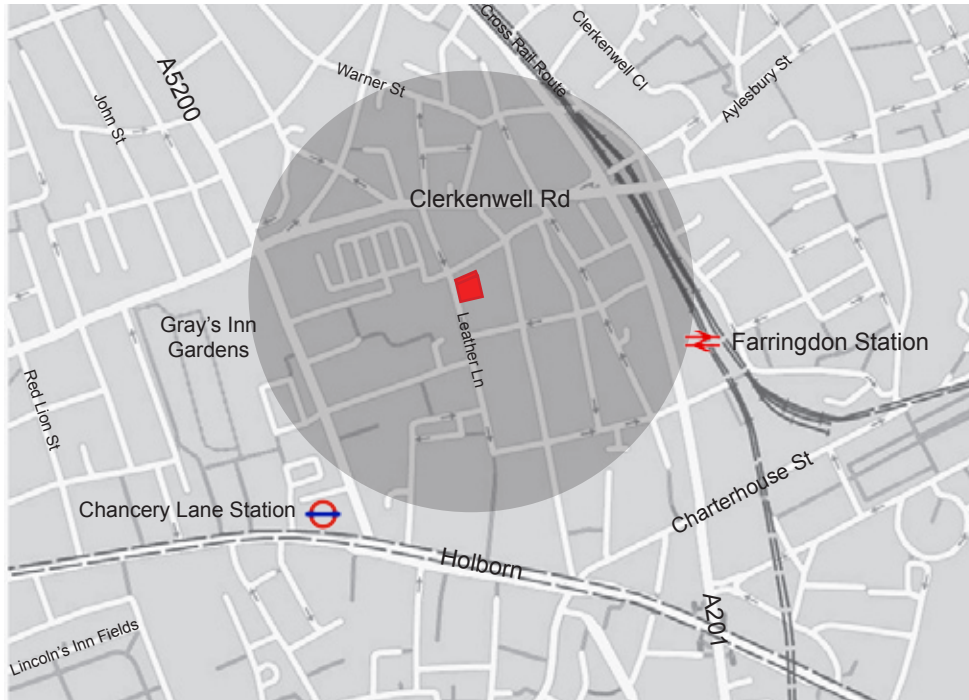 Cross Rail Route
Clerkenwell Cl
A5200
Warner St
Aylesbury St
John St
Clerkenwell Rd
Gray's Inn
Gardens
Leather Ln
Farringdon Station
Red Lion St
Chancery Lane Station
Charterhouse St
Holborn
A201
Lincoln's Inn Fields